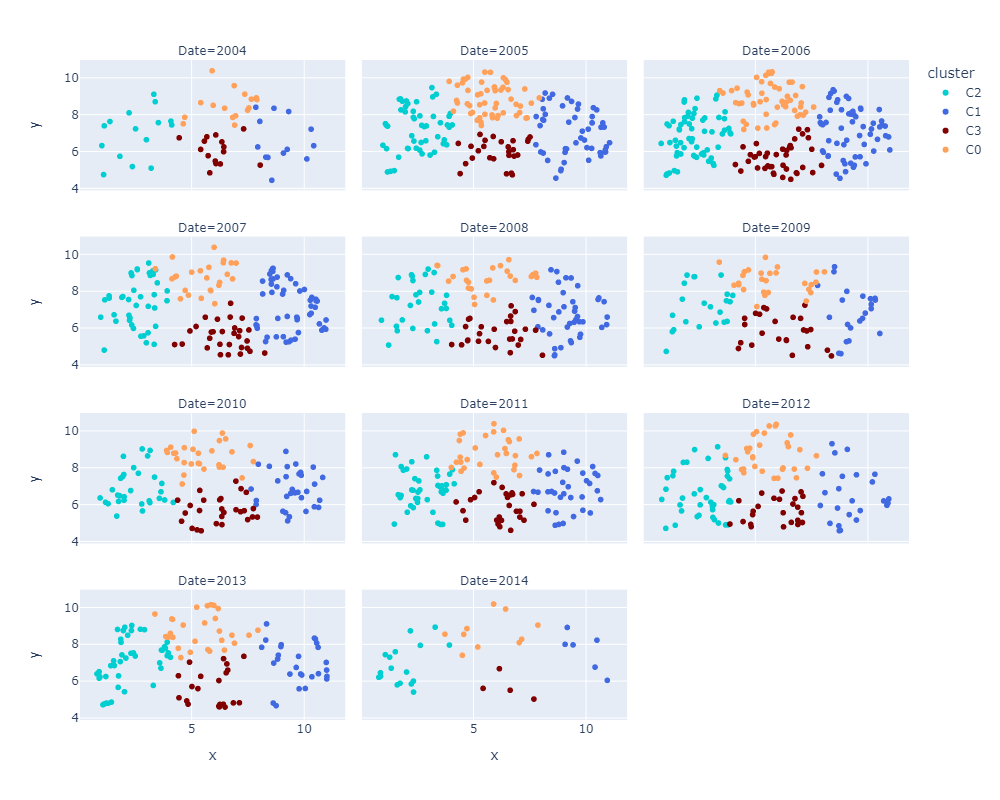 Date=2004
Date=2005
Date=2006
cluster
C2
C1
C3
C0
10
8
6
4
y
Date=2007
Date=2008
Date=2009
10
8
6
4
y
Date=2010
Date=2011
Date=2012
10
8
6
4
y
Date=2013
Date=2014
10
8
6
4
y
5 10 5 10
x x